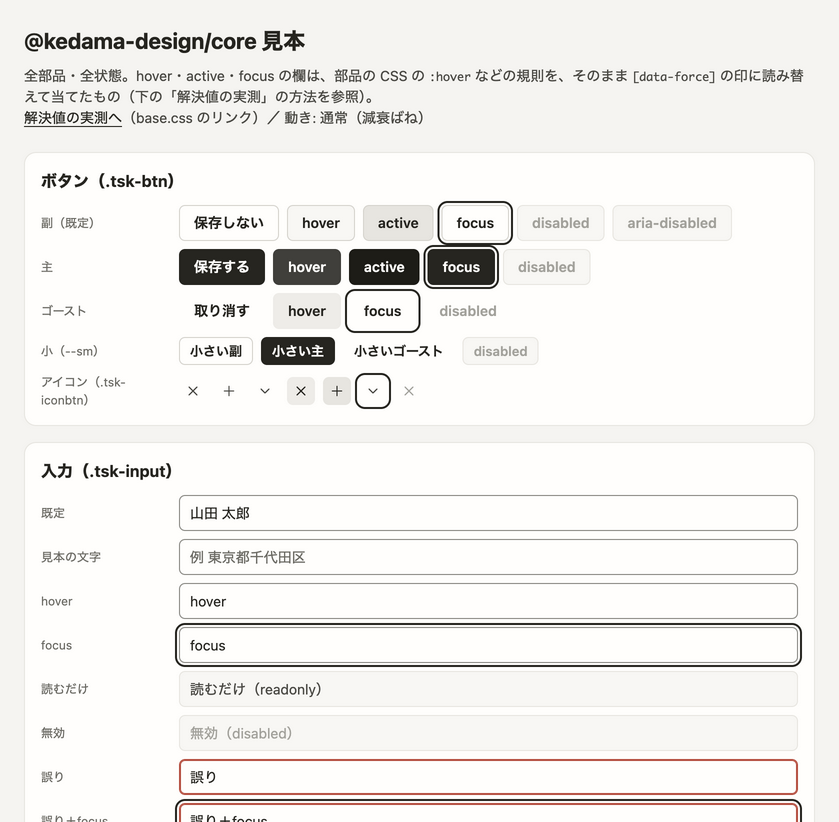 @kedama-design/core 見本
全部品・全状態。hover・active・focus の欄は、部品の CSS の :hover などの規則を、そのまま [data-force] の印に読み替
えて当てたもの（下の「解決値の実測」の方法を参照）。
解決値の実測へ（base.css のリンク）／ 動き: 通常（減衰ばね）
ボタン（.tsk-btn）
副（既定） 保存しない hover active focus disabled aria-disabled
主 保存する hover active focus disabled
ゴースト 取り消す hover focus disabled
小（--sm） 小さい副 小さい主 小さいゴースト disabled
アイコン（.tsk-
iconbtn）
入力（.tsk-input）
既定 山田 太郎
見本の文字 例 東京都千代田区
hover hover
focus focus
読むだけ 読むだけ（readonly）
無効 無効（disabled）
誤り 誤り
誤り＋focus 誤り＋focus